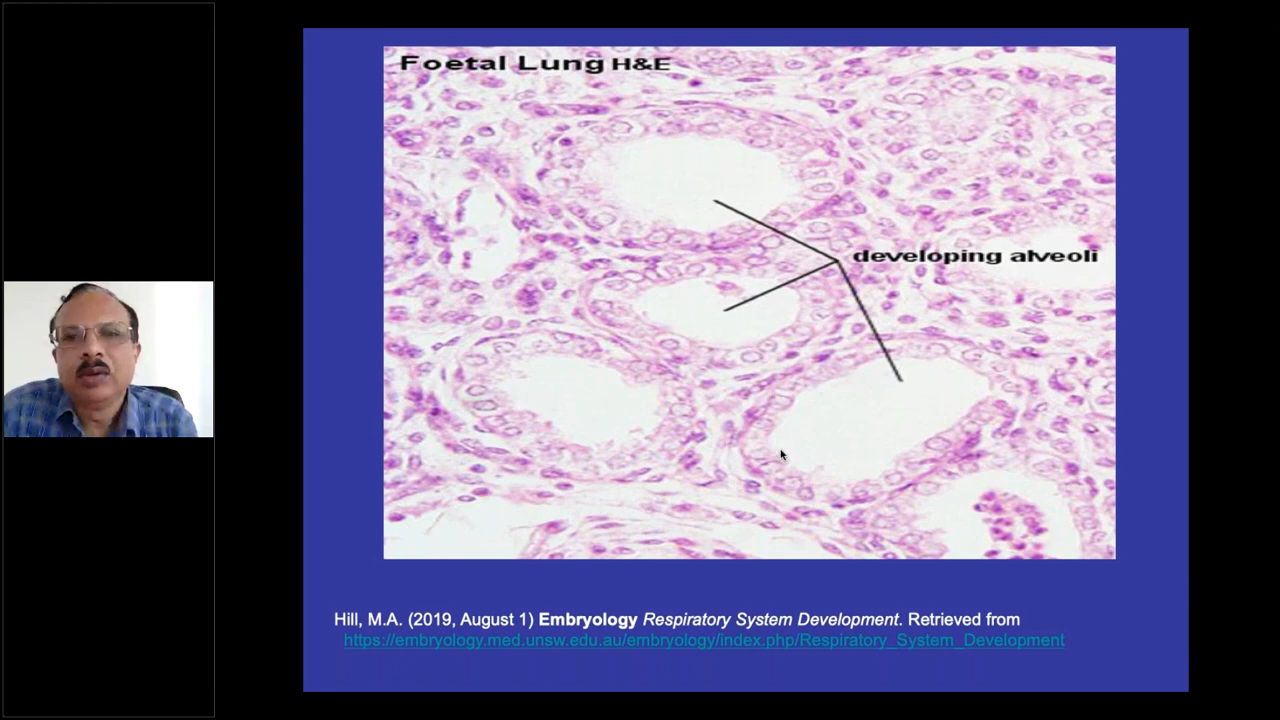 Foetal Lung H&E
developing alveoli
Hill, M.A. (2019, August 1) Embryology Respiratory System Development. Retrieved from
https://embryology.med.unsw.edu.au/embryology/index.php/Respiratory_System_Development